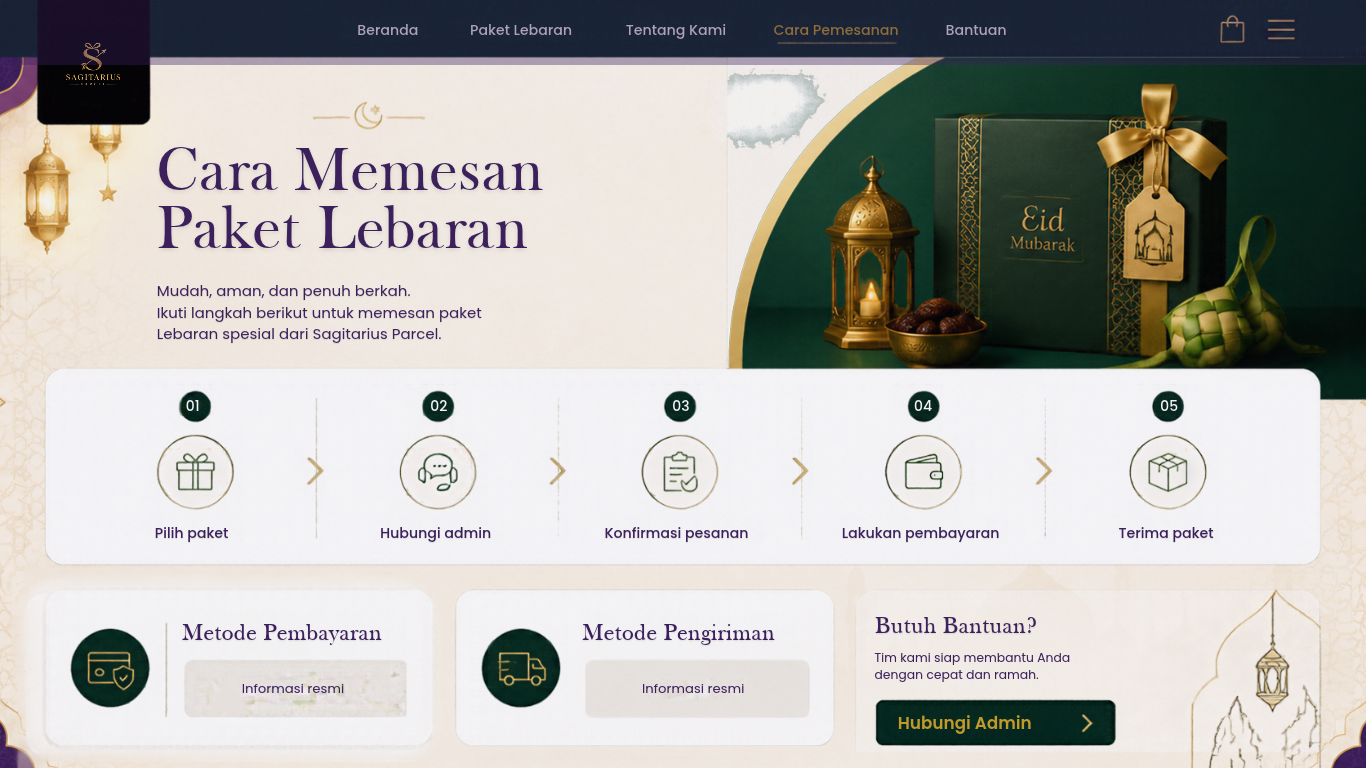 Beranda
Paket Lebaran
Tentang Kami
Cara Pemesanan
Bantuan
S
SAGITARIUS
Cara Memesan
Paket Lebaran
Mudah, aman, dan penuh berkah.
Ikuti langkah berikut untuk memesan paket
Lebaran spesial dari Sagitarius Parcel.
Eid
Mubarak
01
02
03
04
05
Pilih paket
Hubungi admin
Konfirmasi pesanan
Lakukan pembayaran
Terima paket
Metode Pembayaran
Informasi resmi
Metode Pengiriman
Informasi resmi
Butuh Bantuan?
Tim kami siap membantu Anda
dengan cepat dan ramah.
Hubungi Admin